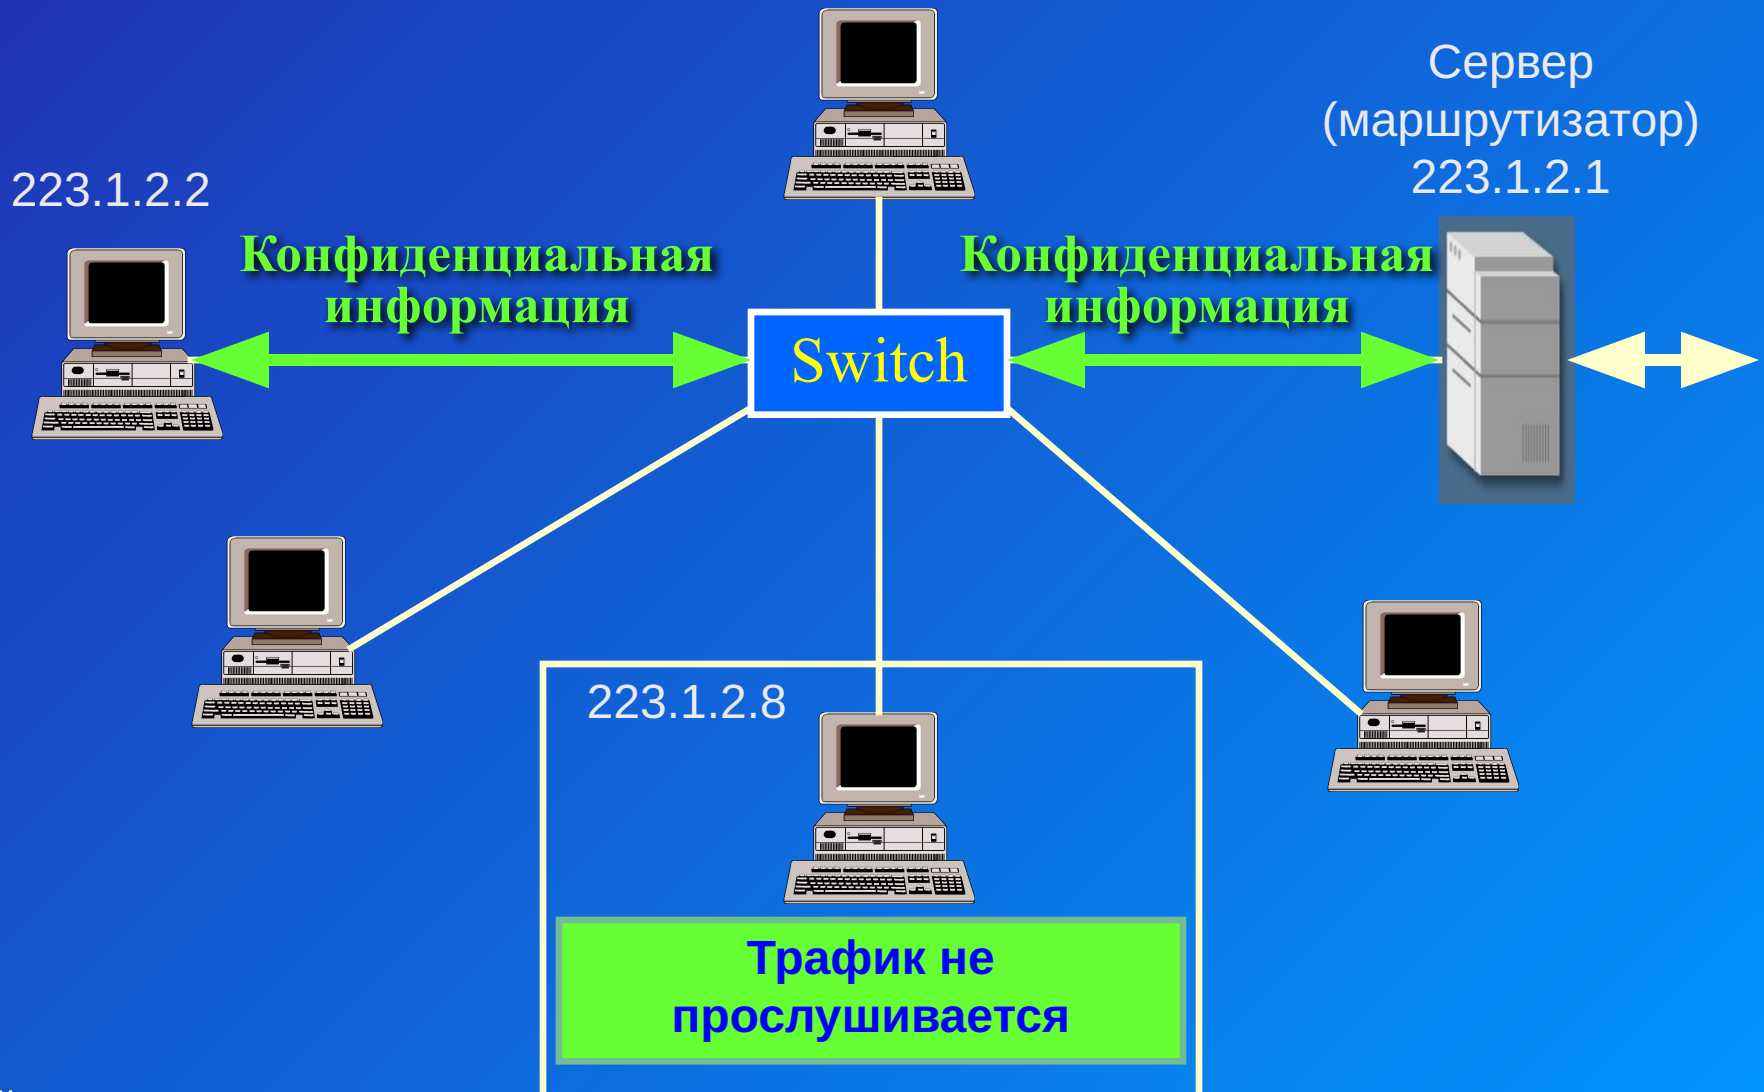 Сервер
(маршрутизатор)
223.1.2.1
223.1.2.2
Конфиденциальная
информация
Конфиденциальная
информация
Switch
223.1.2.8
Трафик не
прослушивается